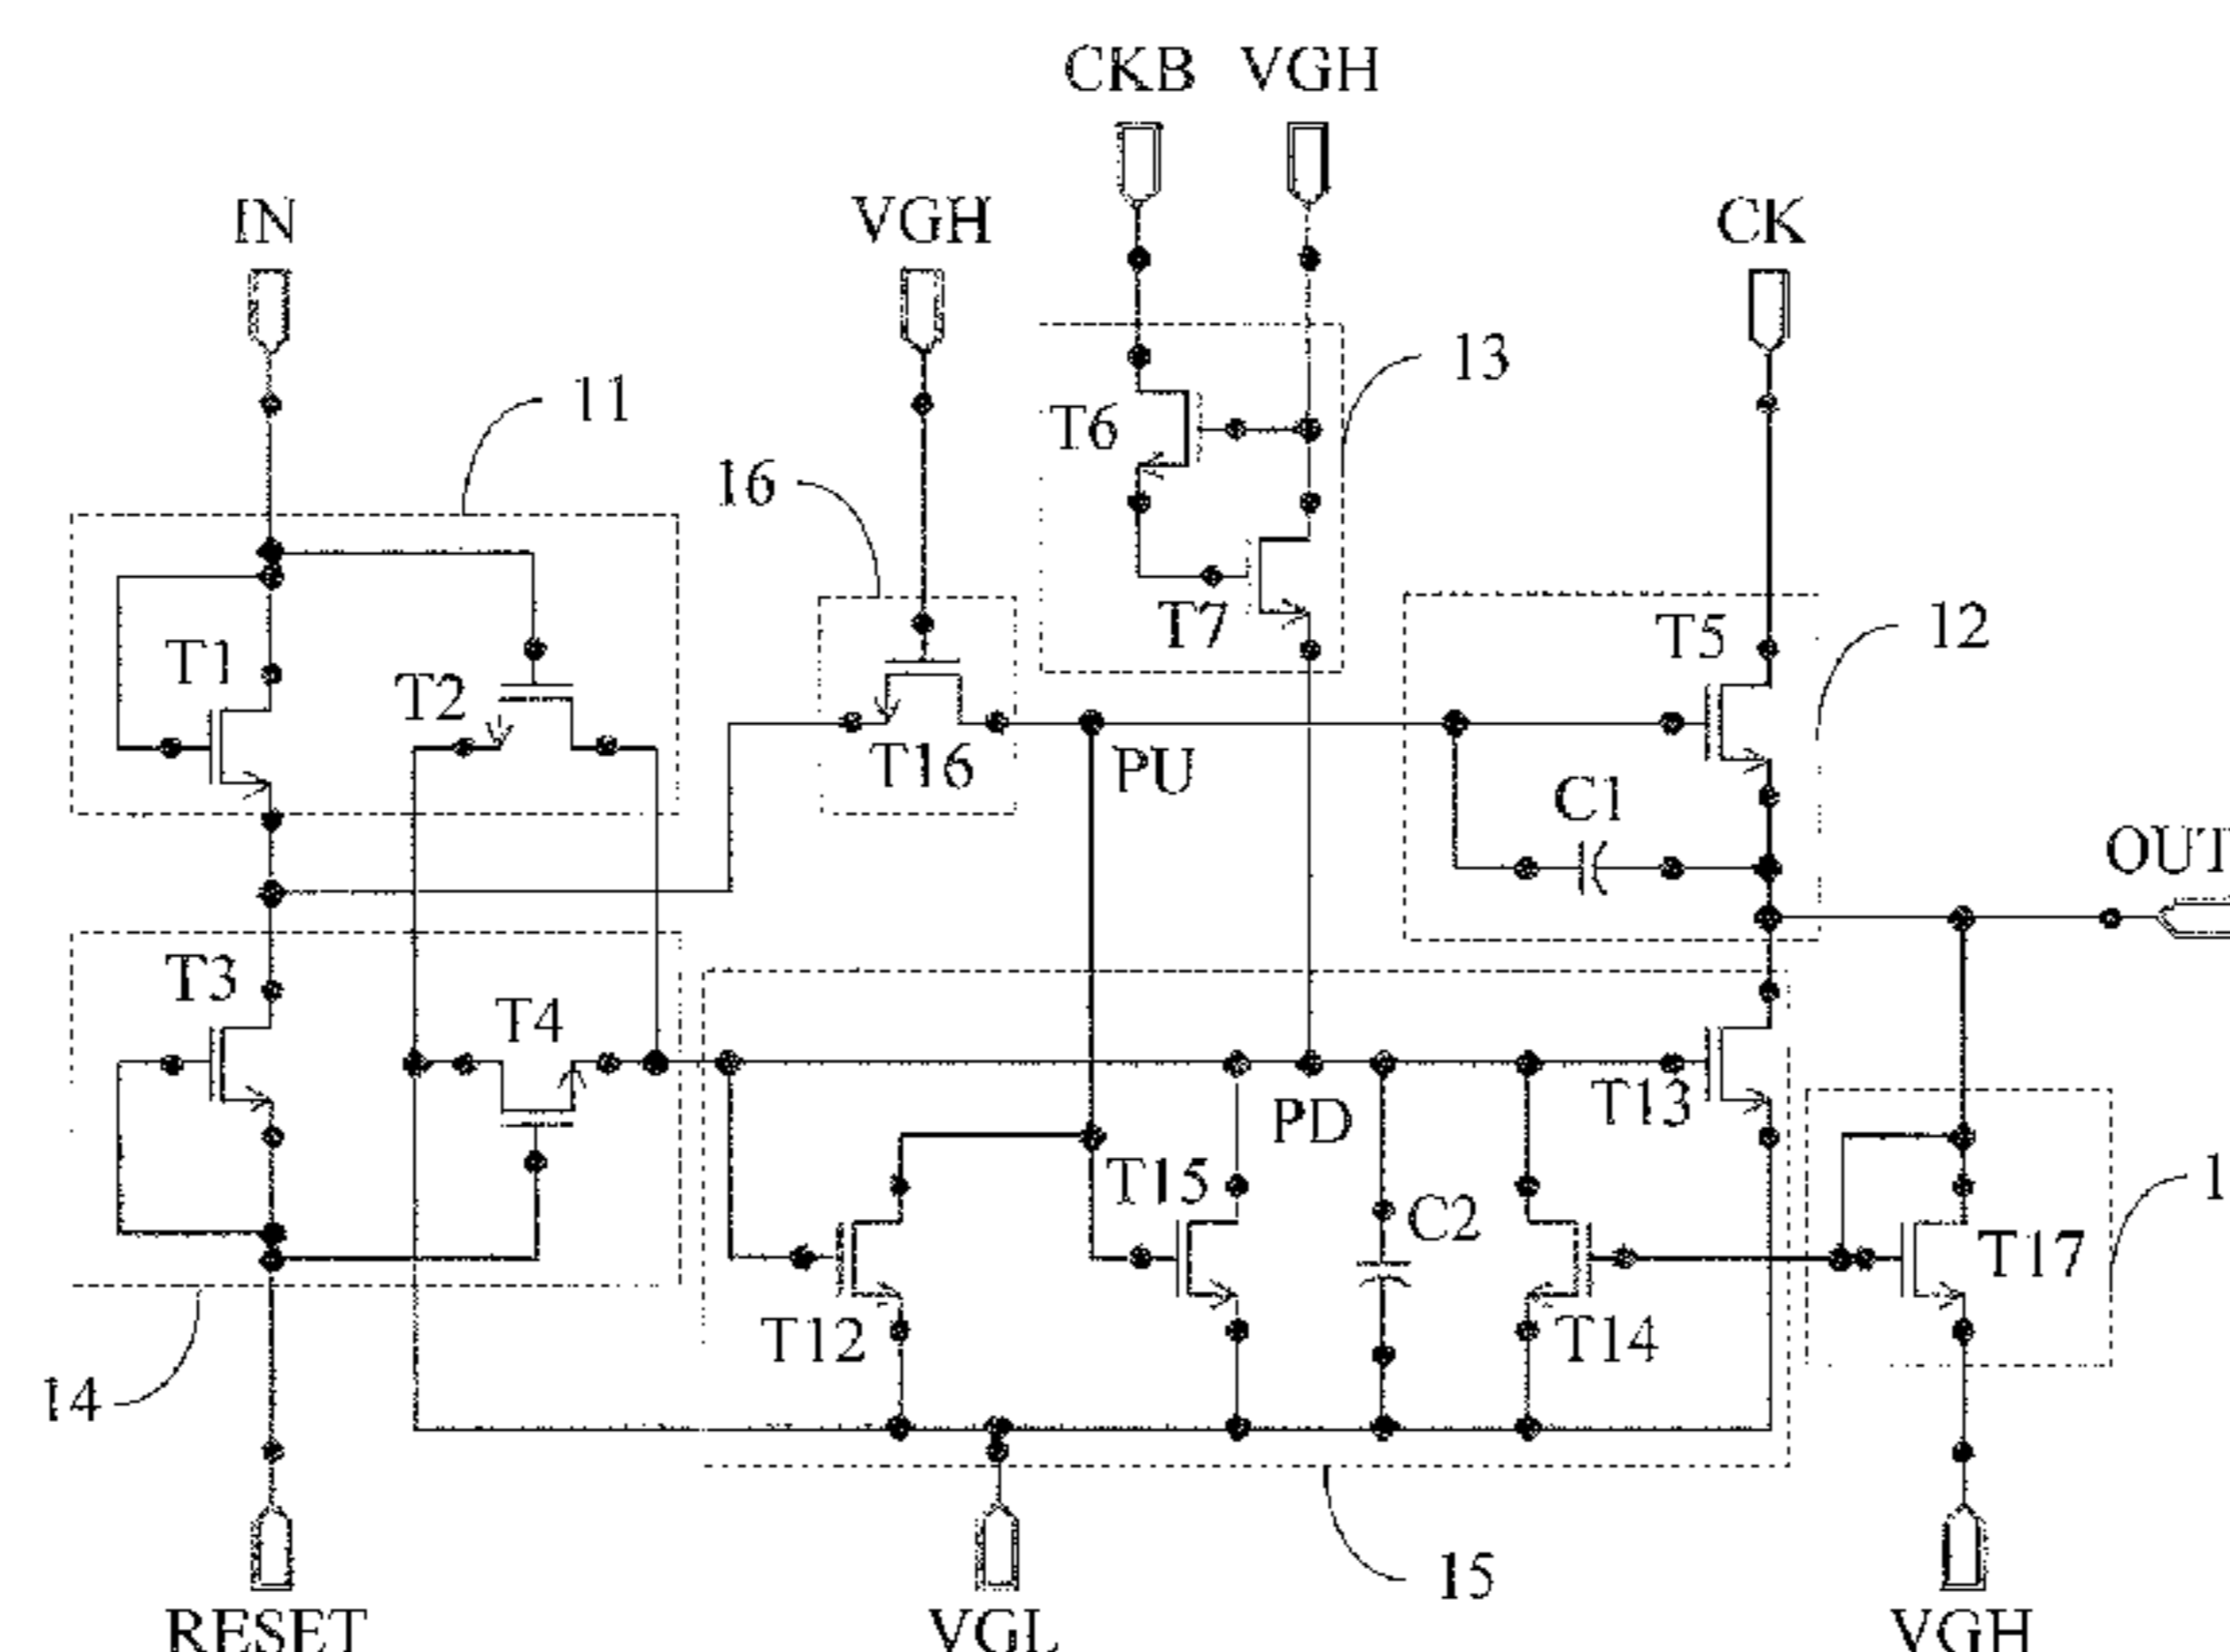 CKB VGH
IN VGH CK
13
T6
11
16
T7 T5 12
T1
T2
T16 PU
C1
OUT
T3
T4
T13
PD
T15
C2
1
T17
T12 T14
14
15
RESET VGL VGH